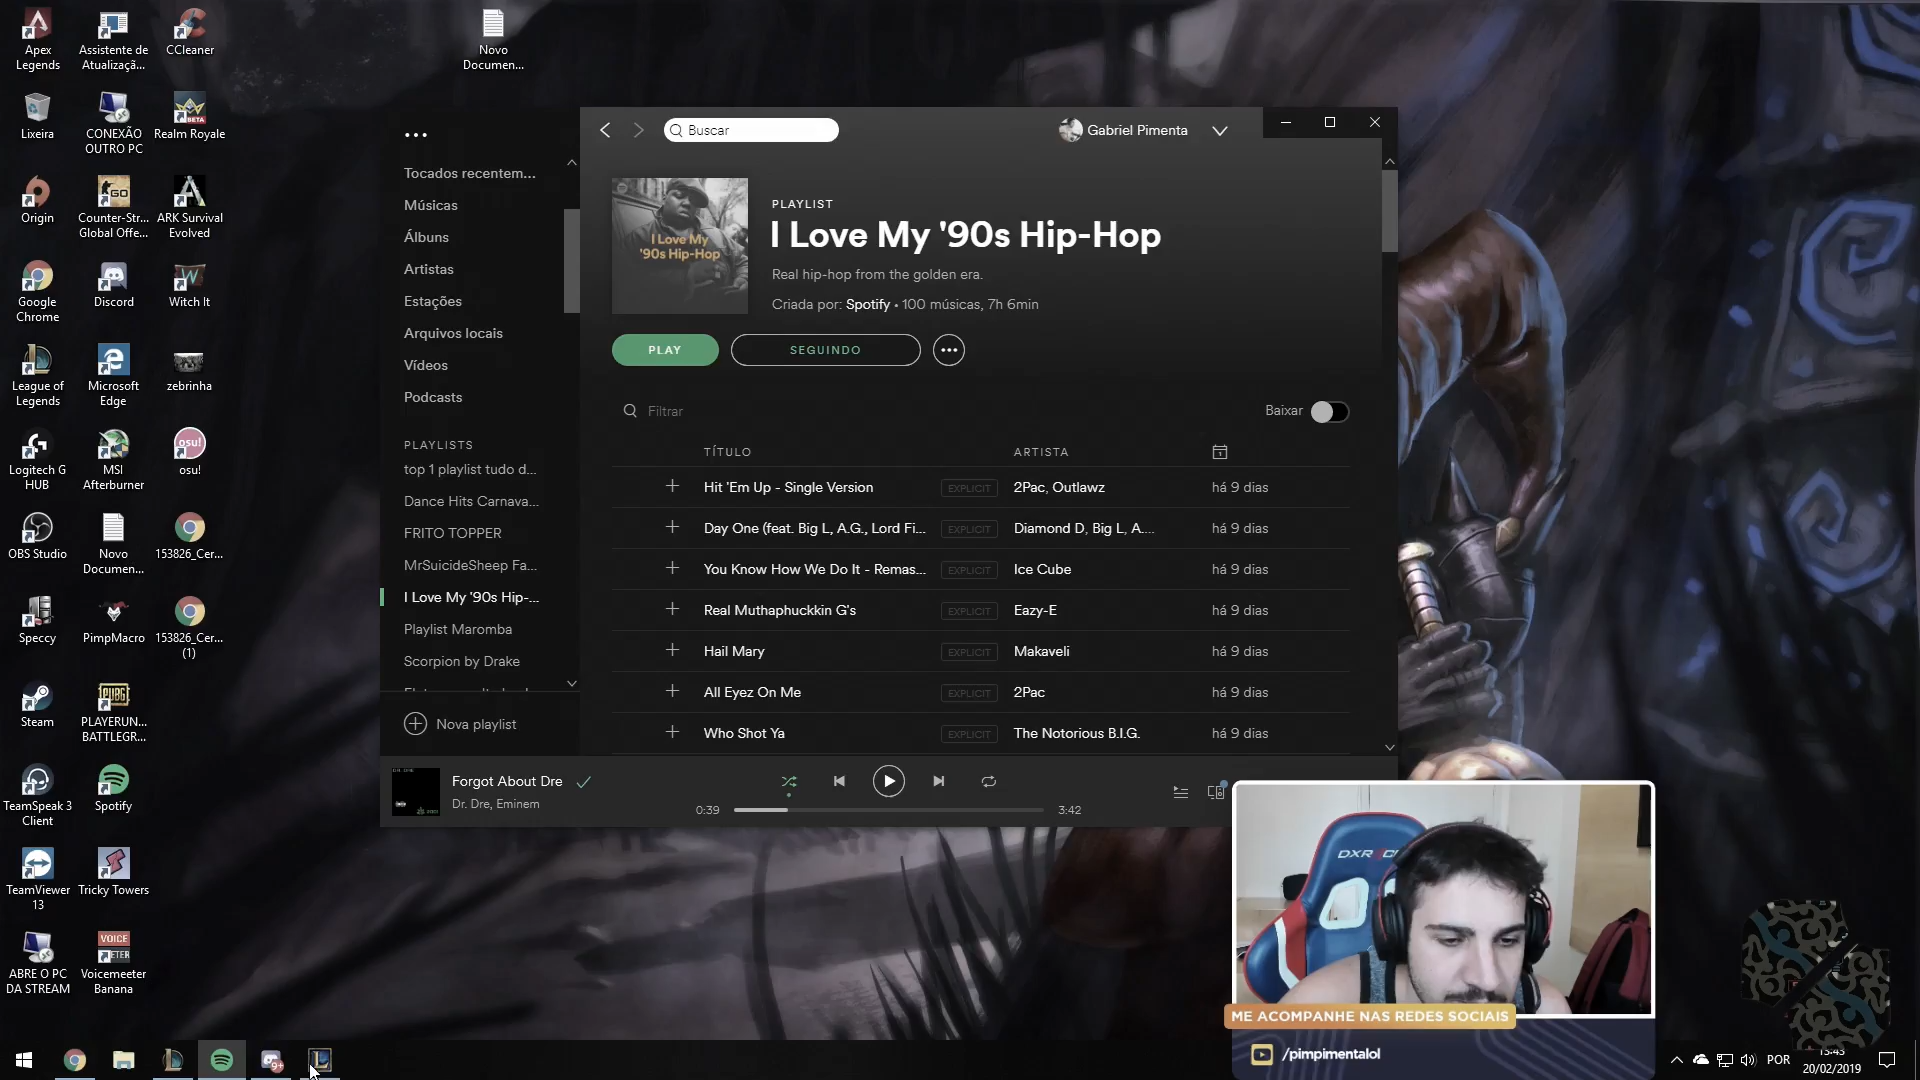 Apex
Legends
Assistente de
Atualizaçã...
CCleaner
Novo
Documen...
Lixeira
CONEXÃO
OUTRO PC
Realm Royale
Origin
Counter-Str...
Global Offe...
ARK Survival
Evolved
Google
Chrome
Discord
Witch It
League of
Legends
Microsoft
Edge
zebrinha
Logitech G
HUB
MSI
Afterburner
osu!
OBS Studio
Novo
Documen...
153826_Cer...
Speccy
PimpMacro
153826_Cer...
(1)
Steam
PLAYERUN...
BATTLEGR...
TeamSpeak 3
Client
Spotify
TeamViewer
13
Tricky Towers
ABRE O PC
DA STREAM
Voicemeeter
Banana
Tocados recentem...
Músicas
Álbuns
Artistas
Estações
Arquivos locais
Vídeos
Podcasts
PLAYLISTS
top 1 playlist tudo d...
Dance Hits Carnava...
FRITO TOPPER
MrSuicideSheep Fa...
I Love My '90s Hip-...
Playlist Maromba
Scorpion by Drake
Nova playlist
Buscar
Gabriel Pimenta
I Love My
'90s Hip-Hop
PLAYLIST
I Love My '90s Hip-Hop
Real hip-hop from the golden era.
Criada por: Spotify • 100 músicas, 7h 6min
PLAY
SEGUINDO
Filtrar
Baixar
TÍTULO ARTISTA
Hit 'Em Up - Single Version EXPLICIT 2Pac, Outlawz há 9 dias
Day One (feat. Big L, A.G., Lord Fi... EXPLICIT Diamond D, Big L, A.... há 9 dias
You Know How We Do It - Remas... EXPLICIT Ice Cube há 9 dias
Real Muthaphuckkin G's EXPLICIT Eazy-E há 9 dias
Hail Mary EXPLICIT Makaveli há 9 dias
All Eyez On Me EXPLICIT 2Pac há 9 dias
Who Shot Ya EXPLICIT The Notorious B.I.G. há 9 dias
Forgot About Dre
Dr. Dre, Eminem
0:39
3:42
ME ACOMPANHE NAS REDES SOCIAIS
/pimpimentalol
POR
13:43
20/02/2019